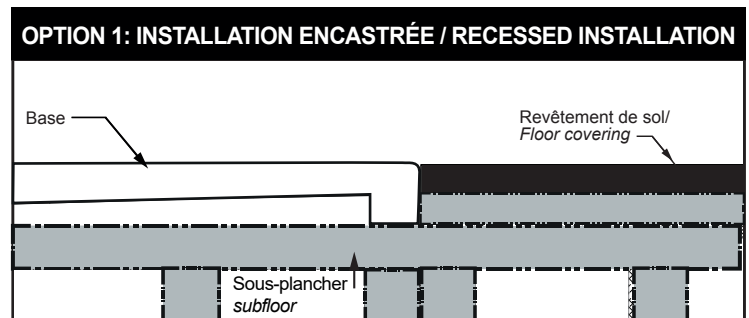 OPTION 1: INSTALLATION ENCASTRÉE / RECESSED INSTALLATION
Base
Revêtement de sol/
Floor covering
Sous-plancher
subfloor